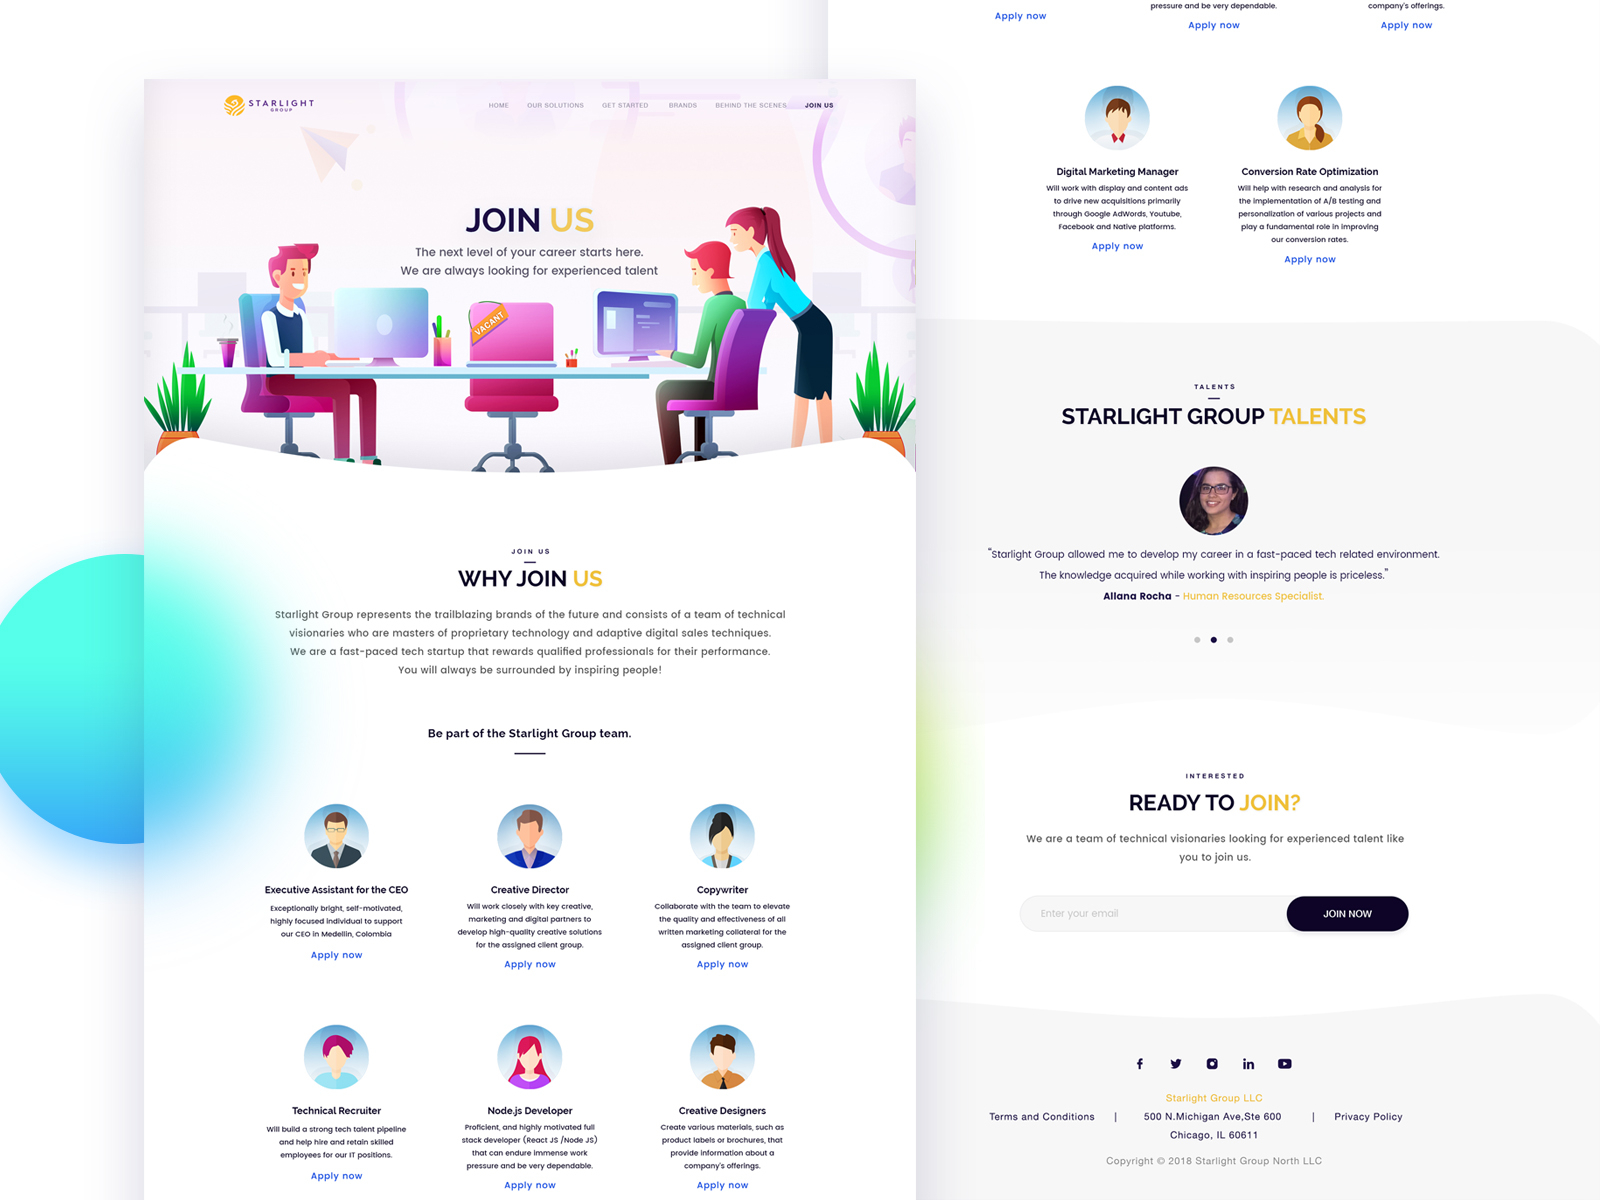 STARLIGHT
GROUP
HOME
OUR SOLUTIONS
GET STARTED
BRANDS
BEHIND THE SCENES
JOIN US
JOIN US
The next level of your career starts here.
We are always looking for experienced talent
VACANT
JOIN US
WHY JOIN US
Starlight Group represents the trailblazing brands of the future and consists of a team of technical
visionaries who are masters of proprietary technology and adaptive digital sales techniques.
We are a fast-paced tech startup that rewards qualified professionals for their performance.
You will always be surrounded by inspiring people!
Be part of the Starlight Group team.
Executive Assistant for the CEO
Exceptionally bright, self-motivated,
highly focused individual to support
our CEO in Medellin, Colombia
Apply now
Creative Director
Will work closely with key creative,
marketing and digital partners to
develop high-quality creative solutions
for the assigned client group.
Apply now
Copywriter
Collaborate with the team to elevate
the quality and effectiveness of all
written marketing collateral for the
assigned client group.
Apply now
Technical Recruiter
Will build a strong tech talent pipeline
and help hire and retain skilled
employees for our IT positions.
Apply now
Node.js Developer
Proficient, and highly motivated full
stack developer (React JS /Node JS)
that can endure immense work
pressure and be very dependable.
Apply now
Creative Designers
Create various materials, such as
product labels or brochures, that
provide information about a
company's offerings.
Apply now
Apply now
pressure and be very dependable.
Apply now
company's offerings.
Apply now
Digital Marketing Manager
Will work with display and content ads
to drive new acquisitions primarily
through Google AdWords, Youtube,
Facebook and Native platforms.
Apply now
Conversion Rate Optimization
Will help with research and analysis for
the implementation of A/B testing and
personalization of various projects and
play a fundamental role in improving
our conversion rates.
Apply now
TALENTS
STARLIGHT GROUP TALENTS
"Starlight Group allowed me to develop my career in a fast-paced tech related environment.
The knowledge acquired while working with inspiring people is priceless."
Allana Rocha - Human Resources Specialist.
INTERESTED
READY TO JOIN?
We are a team of technical visionaries looking for experienced talent like
you to join us.
Enter your email
JOIN NOW
Starlight Group LLC
Terms and Conditions | 500 N.Michigan Ave,Ste 600 | Privacy Policy
Chicago, IL 60611
Copyright © 2018 Starlight Group North LLC